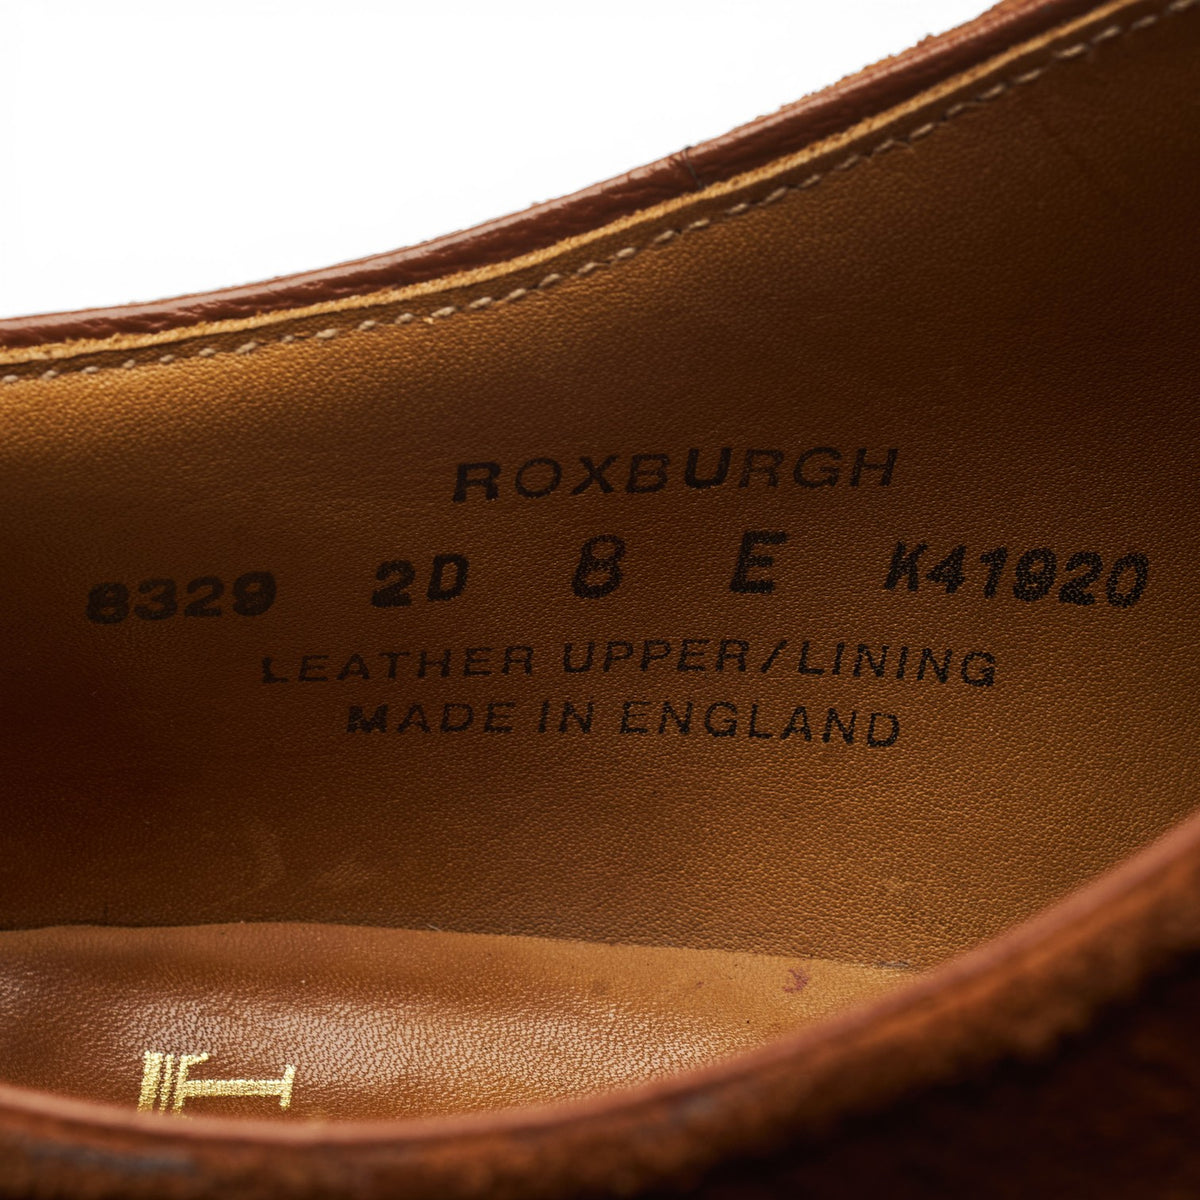 ROXBURGH
8329 2D 8 E K41920
LEATHER UPPER/LINING
MADE IN ENGLAND